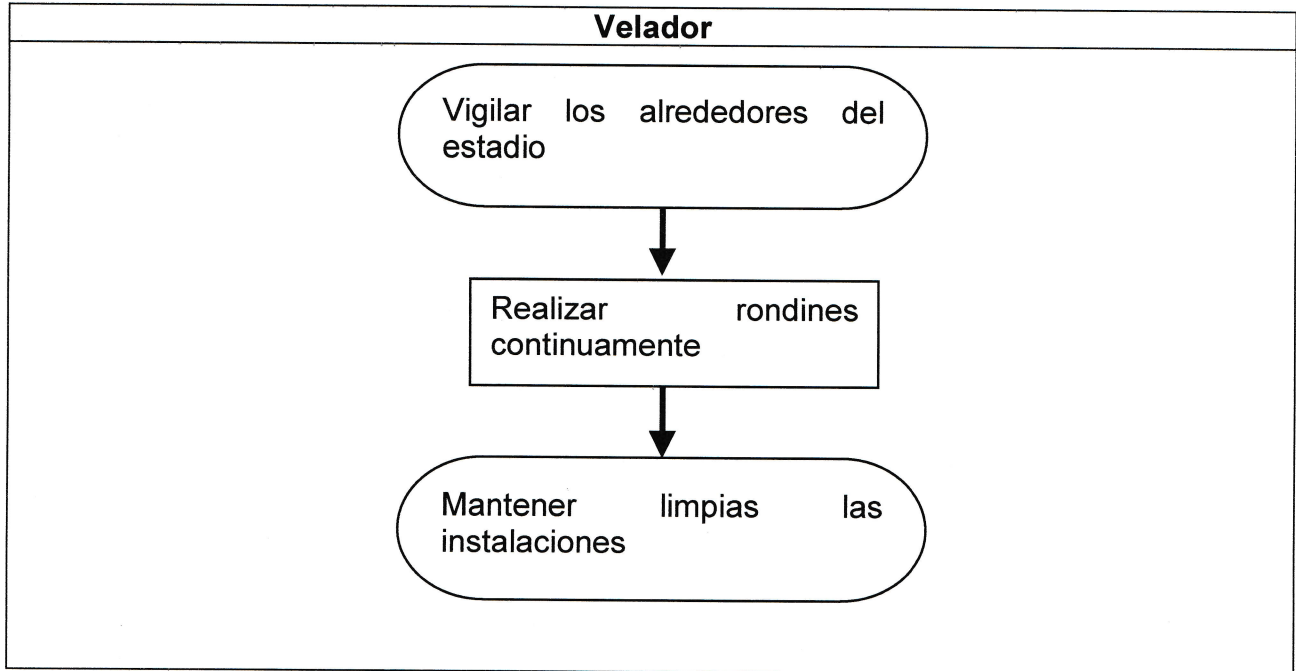 Velador
Vigilar los alrededores del
estadio
Realizar rondines
continuamente
Mantener limpias las
instalaciones